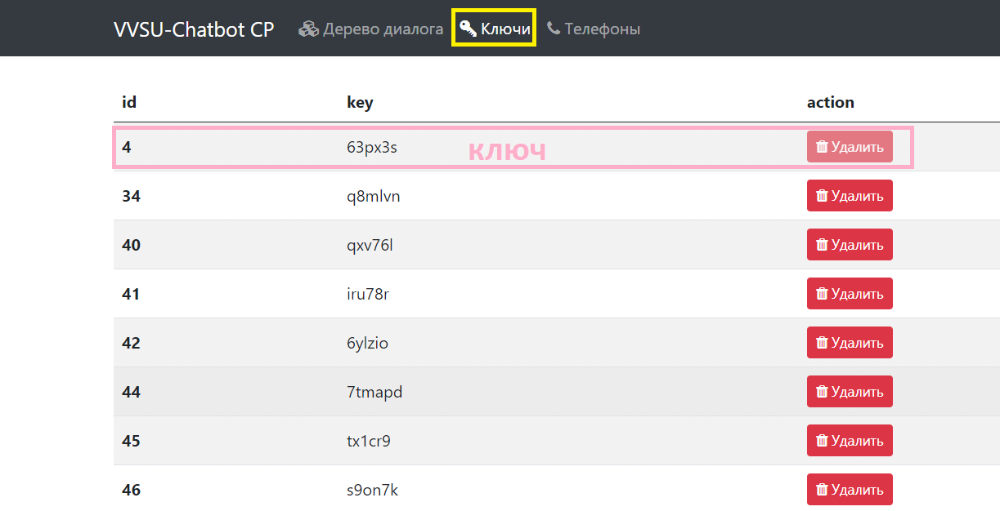 VVSU-Chatbot CP Дерево диалога Ключи Телефоны
id key action
4 63px3s ключ Удалить
34 q8mlvn Удалить
40 qxv76l Удалить
41 iru78r Удалить
42 6ylzio Удалить
44 7tmapd Удалить
45 tx1cr9 Удалить
46 s9on7k Удалить